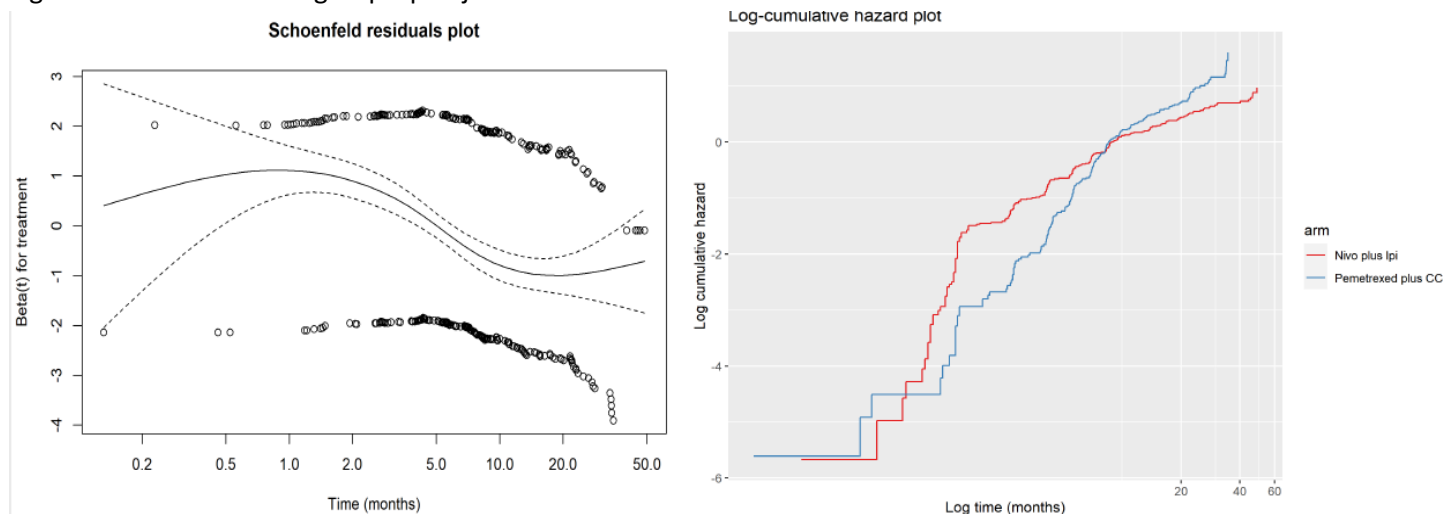 Schoenfeld residuals plot
3
2
1
0
-1
-2
-3
-4
Beta(t) for treatment
0.2 0.5 1.0 2.0 5.0 10.0 20.0 50.0
Time (months)
Log-cumulative hazard plot
0
-2
-4
-6
Log cumulative hazard
20 40 60
Log time (months)
arm
Nivo plus Ipi
Pemetrexed plus CC